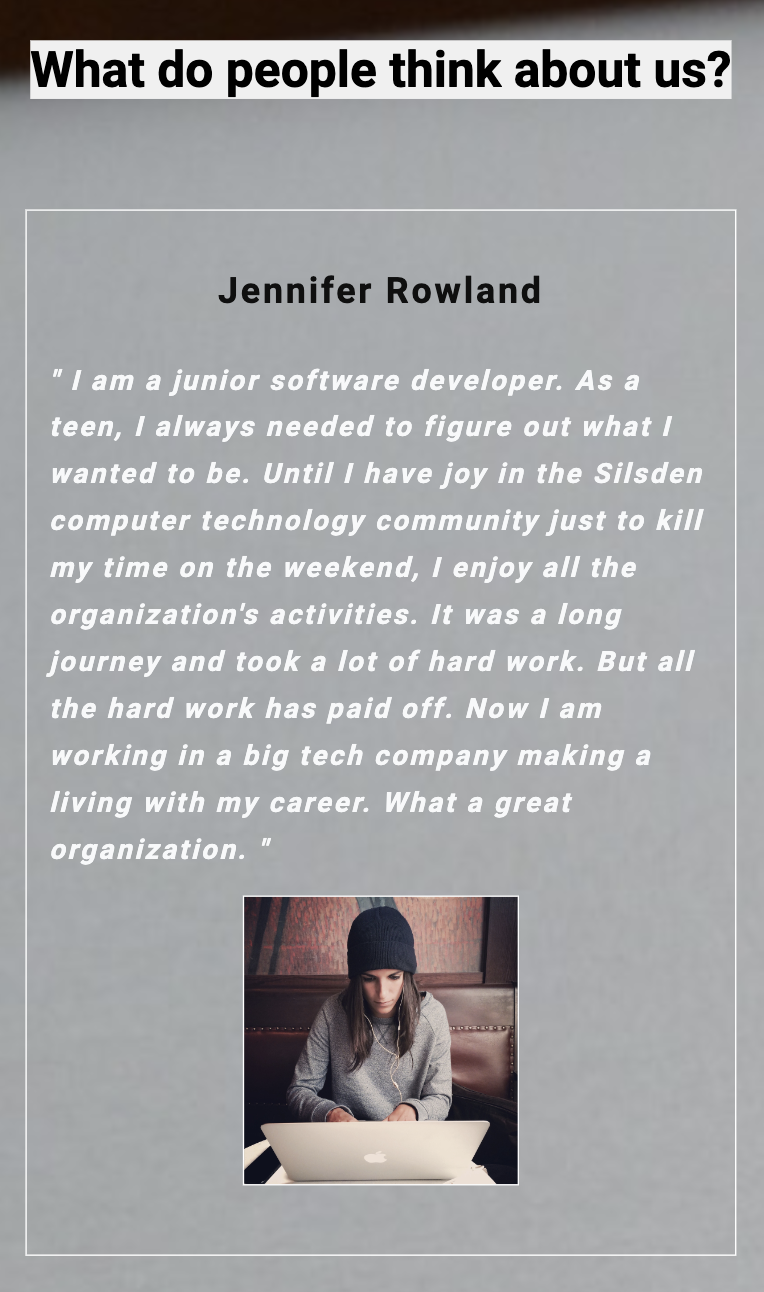 What do people think about us?
Jennifer Rowland
" I am a junior software developer. As a
teen, I always needed to figure out what I
wanted to be. Until I have joy in the Silsden
computer technology community just to kill
my time on the weekend, I enjoy all the
organization's activities. It was a long
journey and took a lot of hard work. But all
the hard work has paid off. Now I am
working in a big tech company making a
living with my career. What a great
organization. "